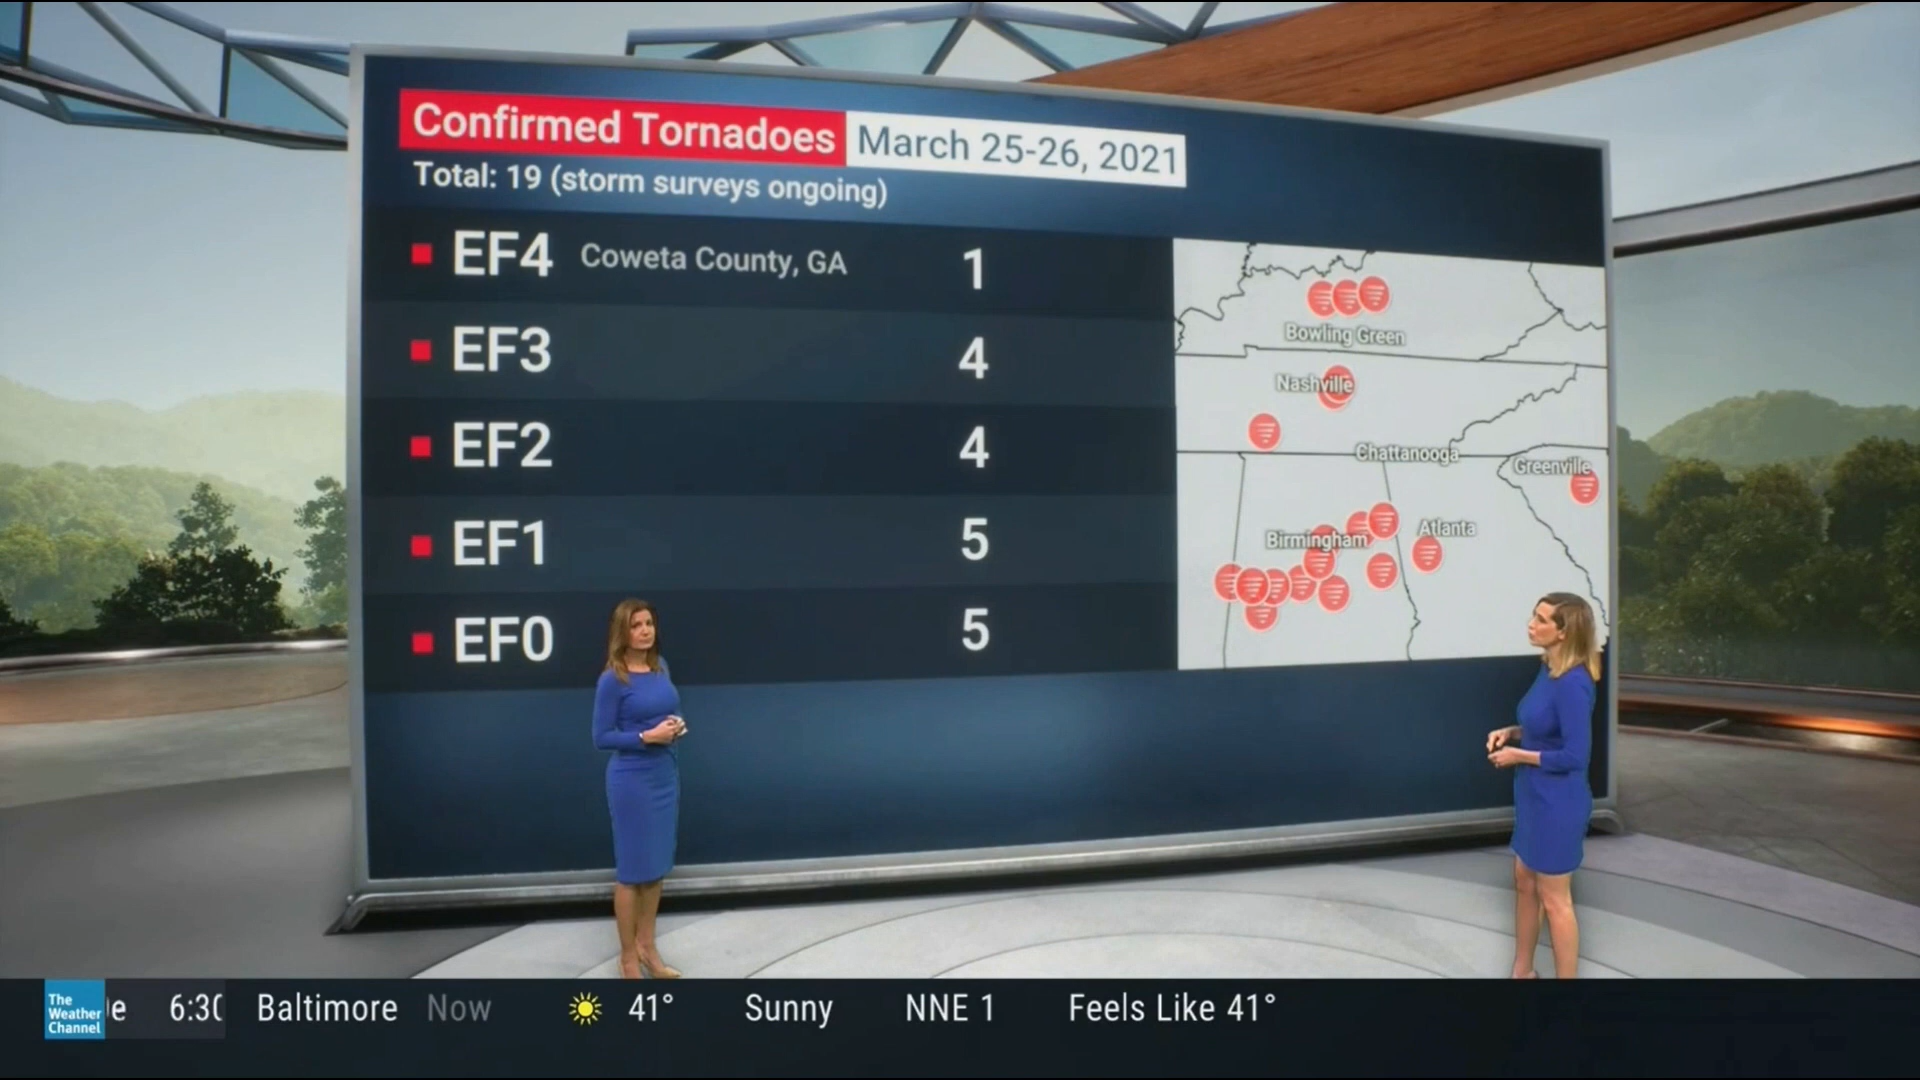 Confirmed Tornadoes March 25-26, 2021
Total: 19 (storm surveys ongoing)
EF4 Coweta County, GA 1
EF3 4
EF2 4
EF1 5
EF0 5
Bowling Green
Nashville
Chattanooga
Greenville
Birmingham
Atlanta
The Weather Channel
Baltimore Now 41° Sunny NNE 1 Feels Like 41°